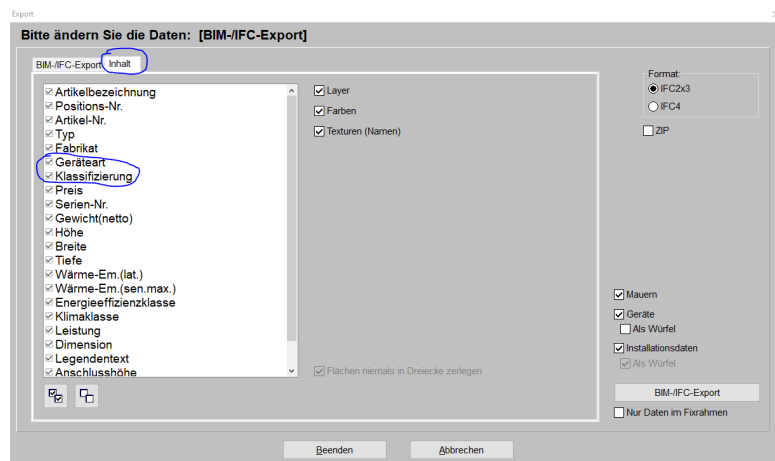 Export
Bitte ändern Sie die Daten: [BIM-/IFC-Export]
BIM-/IFC-Export
Inhalt
Artikelbezeichnung
Positions-Nr.
Artikel-Nr.
Typ
Fabrikat
Geräteart
Klassifizierung
Preis
Serien-Nr.
Gewicht(netto)
Höhe
Breite
Tiefe
Wärme-Em.(lat.)
Wärme-Em.(sen.max.)
Energieeffizienzklasse
Klimaklasse
Leistung
Dimension
Legendentext
Anschlusshöhe
Layer
Farben
Texturen (Namen)
Flächen niemals in Dreiecke zerlegen
Format:
IFC2x3
IFC4
ZIP
Mauern
Geräte
Als Würfel
Installationsdaten
Als Würfel
BIM-/IFC-Export
Nur Daten im Fixrahmen
Beenden
Abbrechen